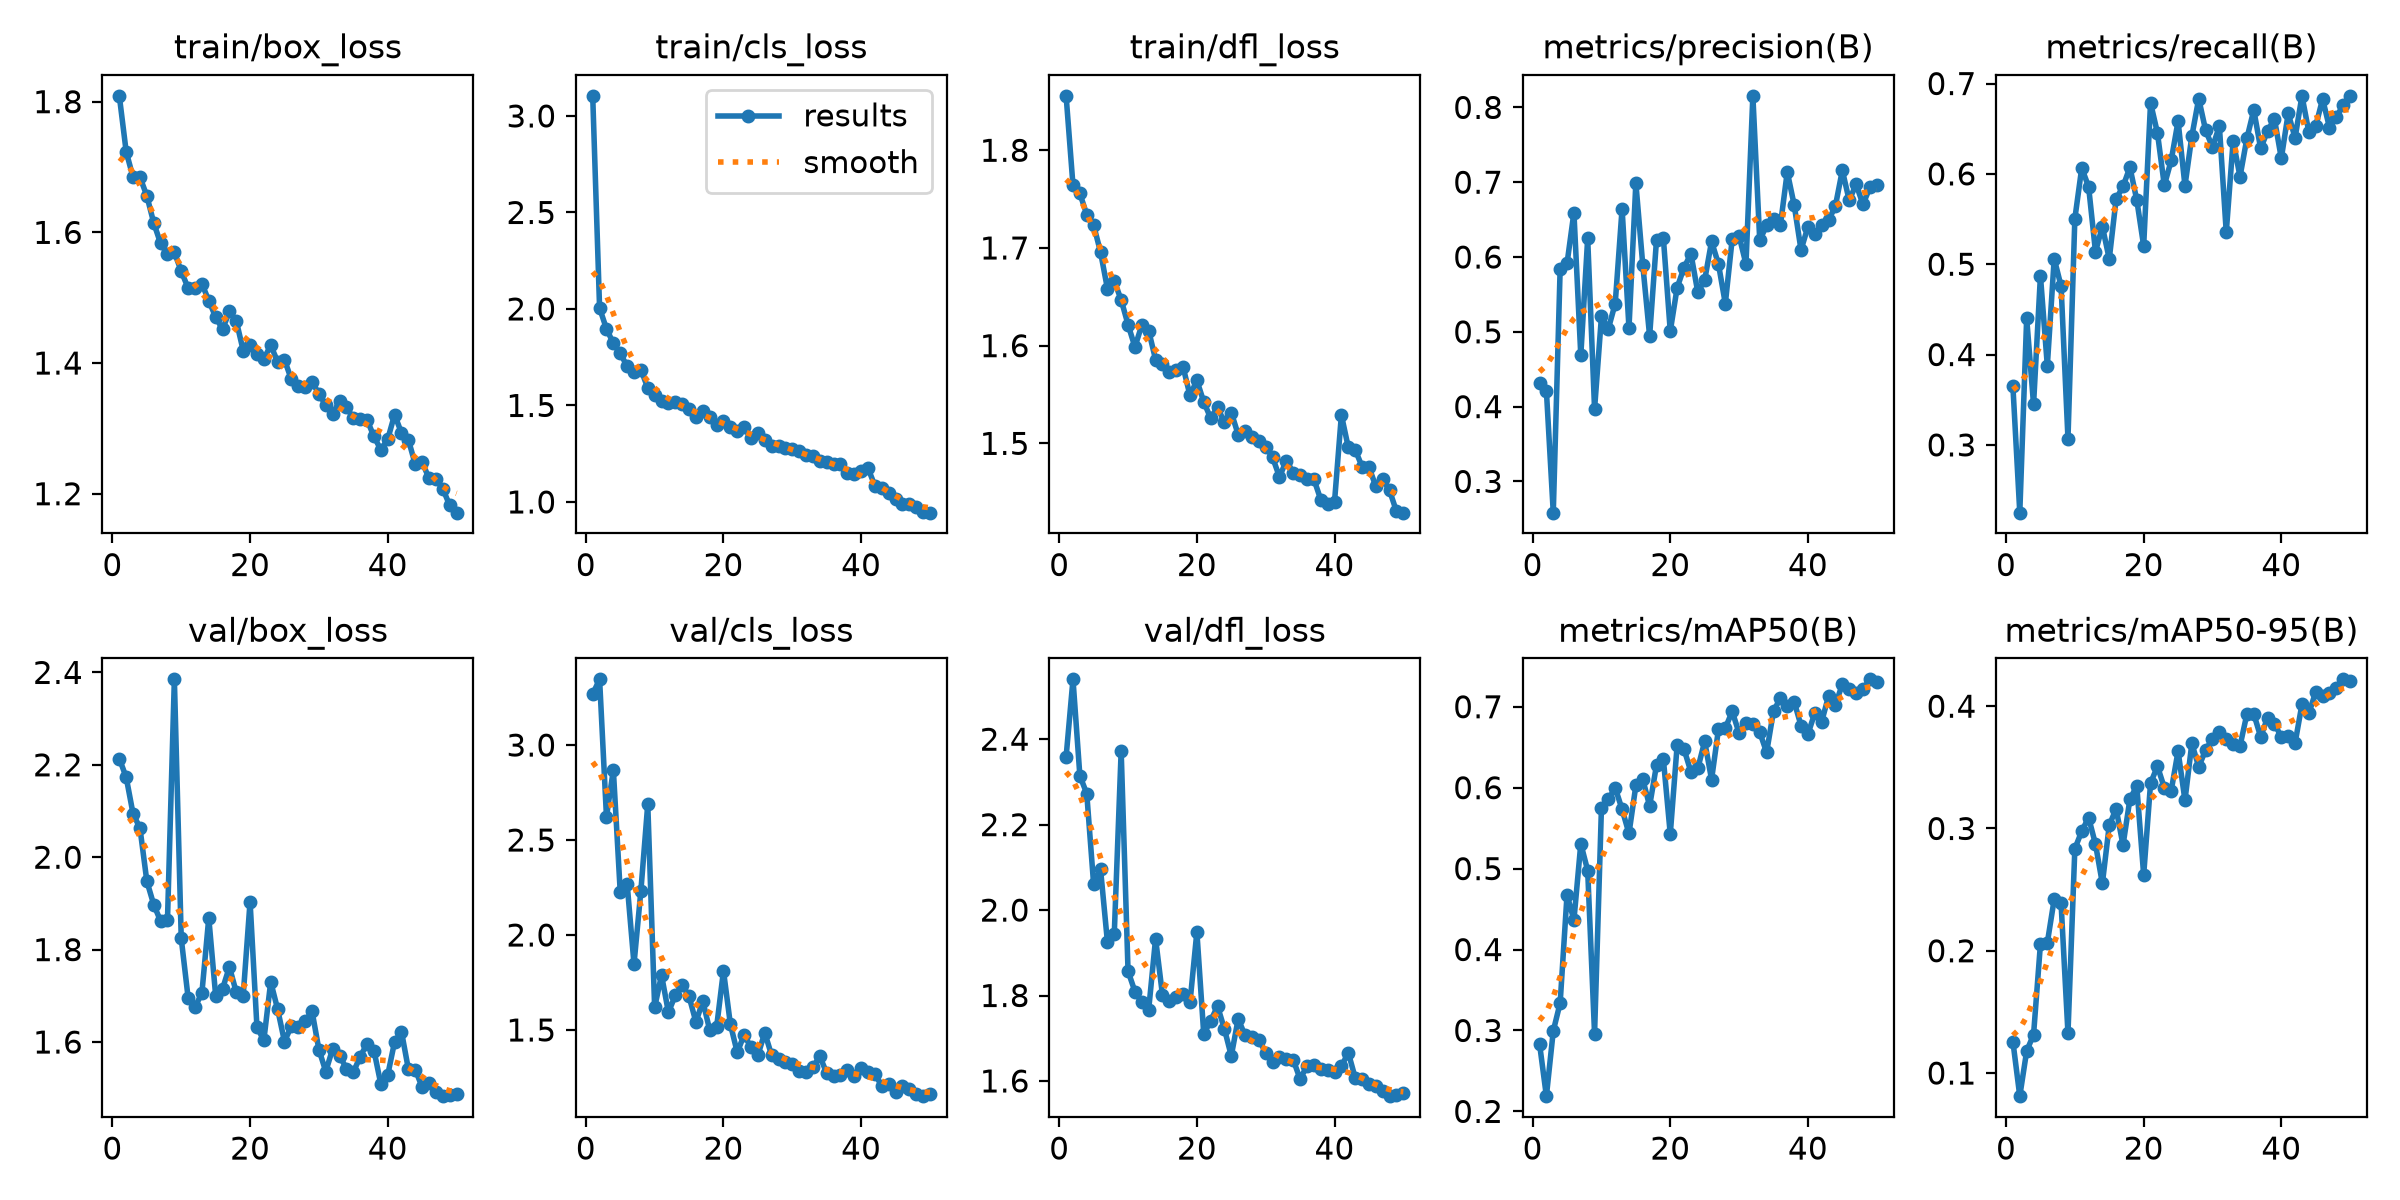 train/box_loss
1.8
1.6
1.4
1.2
0 20 40
train/cls_loss
results
smooth
3.0
2.5
2.0
1.5
1.0
0 20 40
train/dfl_loss
1.8
1.7
1.6
1.5
0 20 40
metrics/precision(B)
0.8
0.7
0.6
0.5
0.4
0.3
0 20 40
metrics/recall(B)
0.7
0.6
0.5
0.4
0.3
0 20 40
val/box_loss
2.4
2.2
2.0
1.8
1.6
0 20 40
val/cls_loss
3.0
2.5
2.0
1.5
0 20 40
val/dfl_loss
2.4
2.2
2.0
1.8
1.6
0 20 40
metrics/mAP50(B)
0.7
0.6
0.5
0.4
0.3
0.2
0 20 40
metrics/mAP50-95(B)
0.4
0.3
0.2
0.1
0 20 40